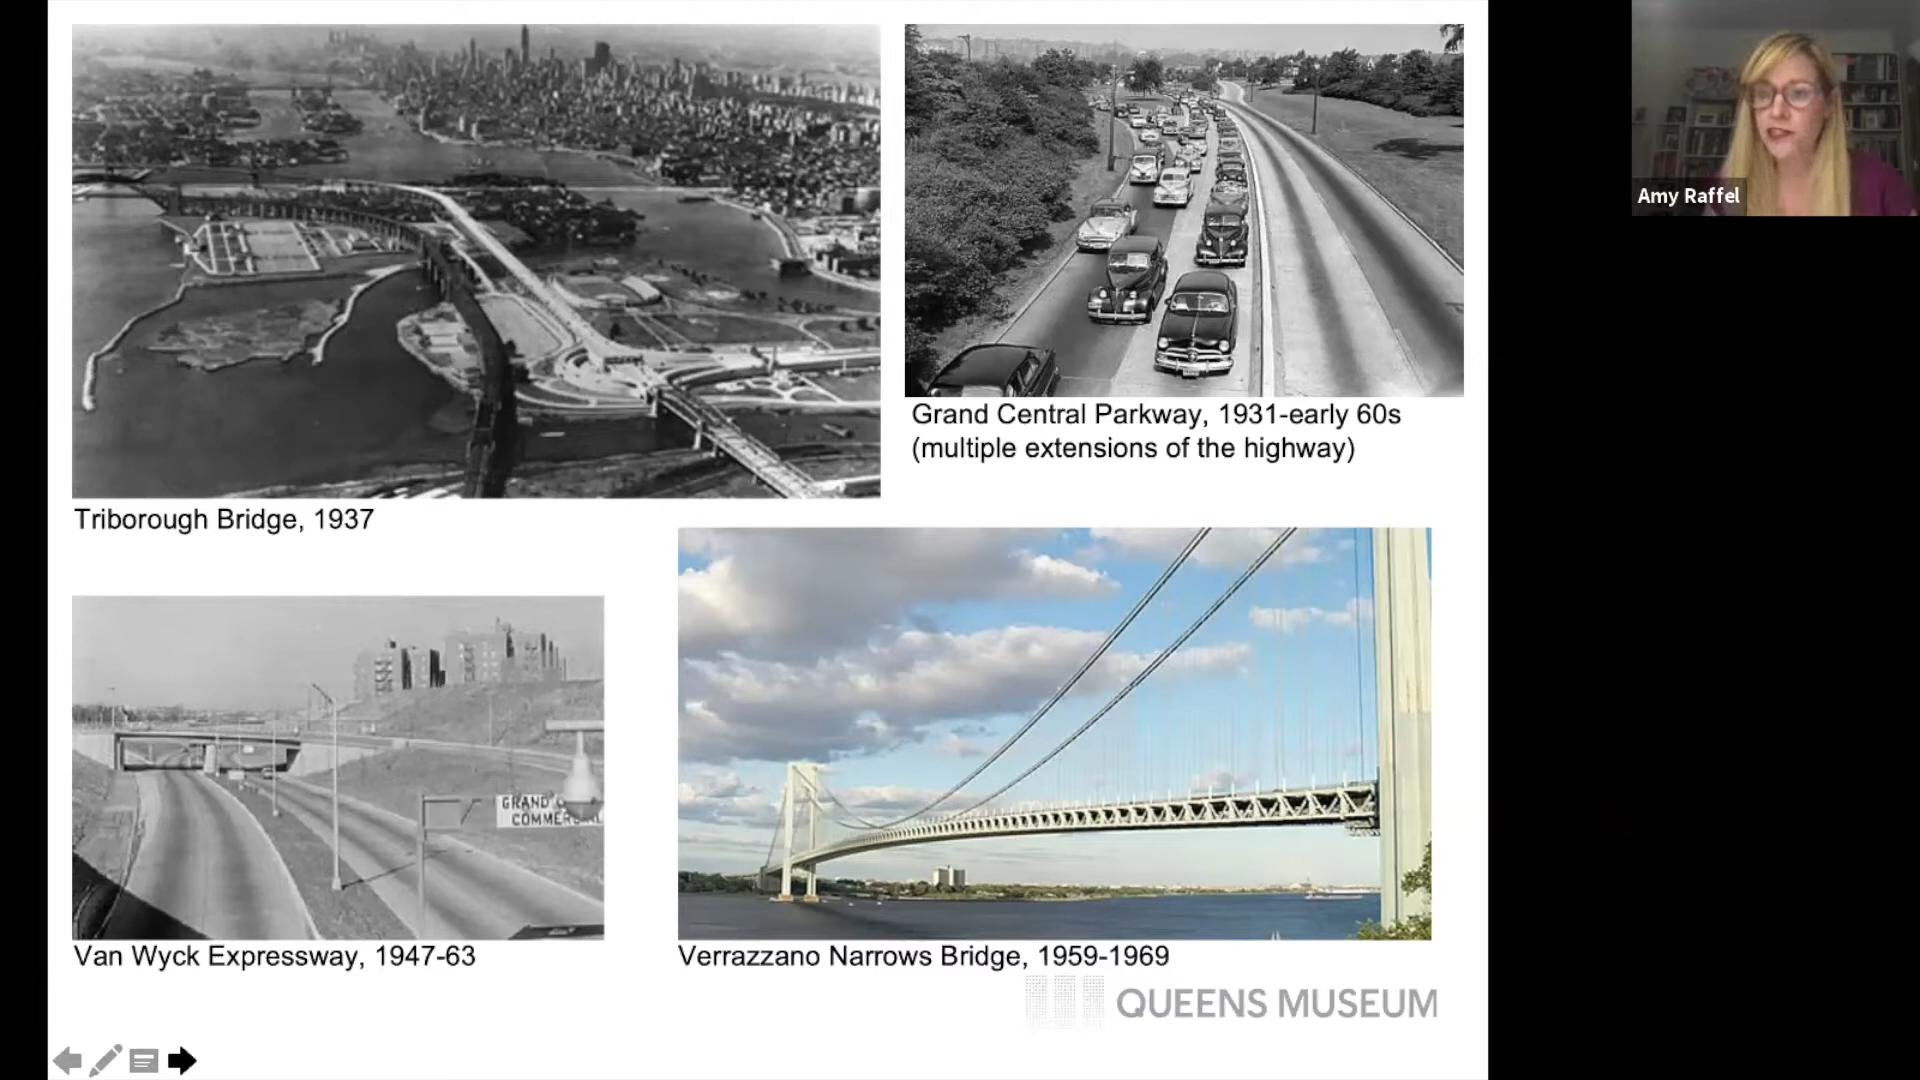 Amy Raffel
Grand Central Parkway, 1931-early 60s
(multiple extensions of the highway)
Triborough Bridge, 1937
GRAND
COMMER
Van Wyck Expressway, 1947-63
Verrazzano Narrows Bridge, 1959-1969
QUEENS MUSEUM